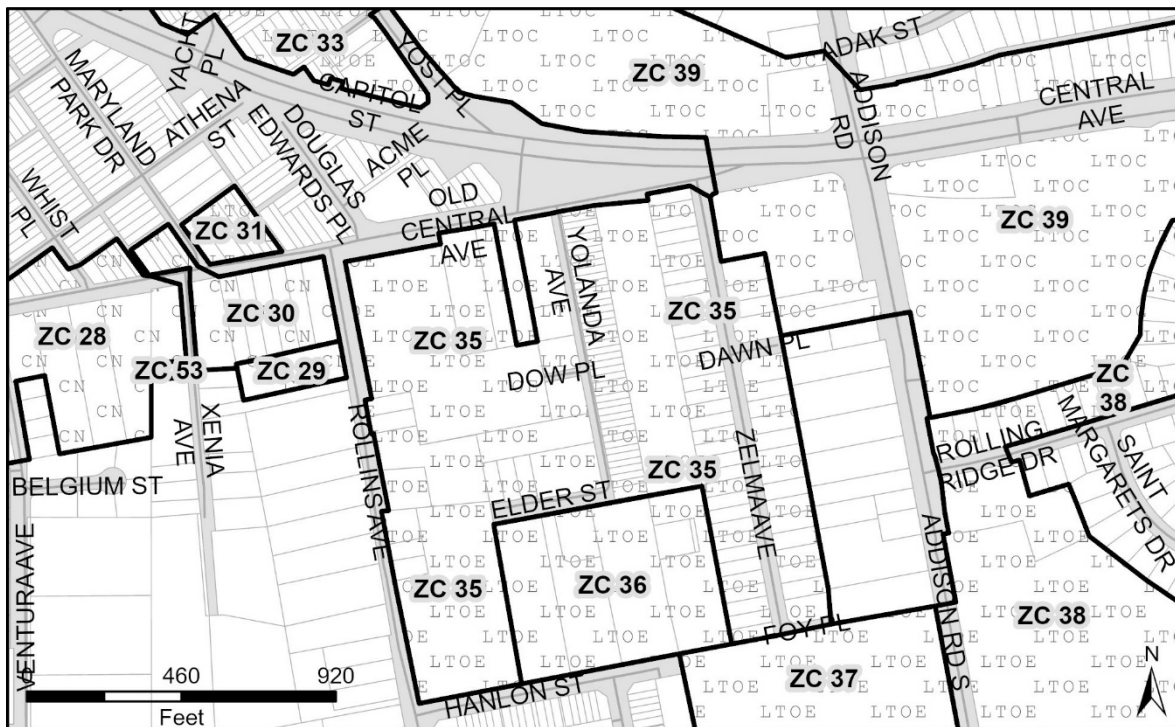 ZC 33
ZC 39
ADAK ST
YACHT
PL
YOST PL
CAPITOL
ST
MARYLAND
PARK DR
ATHENA
ST
DOUGLAS
EDWARDS PL
ACME
PL
ADDISON
RD
CENTRAL
AVE
WHIST
PL
ZC 31
OLD
CENTRAL
AVE
ZC 39
YOLANDA
AVE
ZC 28
ZC 30
ZC 35
ZC 35
DAWN PL
ZC 53
ZC 29
DOW PL
ZC
38
XENIA
AVE
ROLLINS AVE
ZELMA AVE
ROLLING
RIDGE DR
SAINT
MARGARETS DR
BELGIUM ST
ZC 35
ELDER ST
VENTURA AVE
ZC 35
ZC 36
ADDISON RD S
ZC 38
FOY PL
ZC 37
HANLON ST
LTOC
LTOE
CN
0
460
920
Feet
N